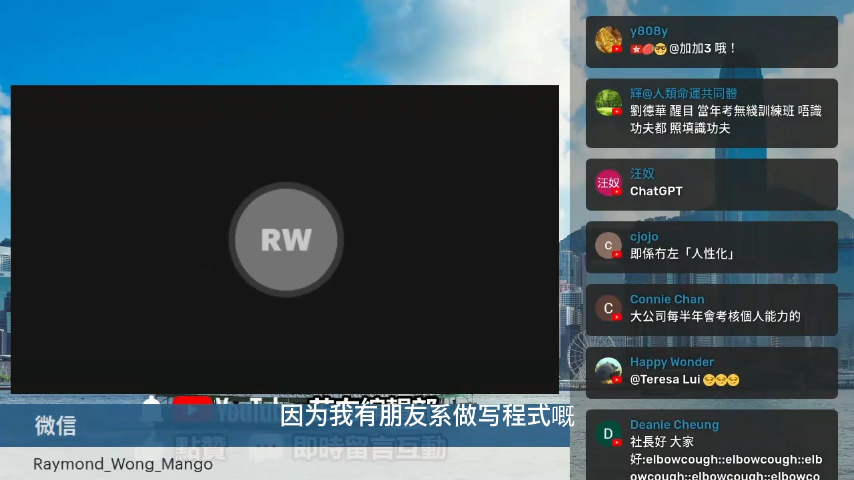 y808y
@加加3 哦！
輝@人類命運共同體
劉德華 醒目 當年考無綫訓練班 唔識
功夫都 照填識功夫
汪奴
汪奴
ChatGPT
c
cjojo
即係冇左「人性化」
C
Connie Chan
大公司每半年會考核個人能力的
Happy Wonder
@Teresa Lui
D
Deanie Cheung
社長好 大家
好:elbowcough::elbowcough::elb
owcough::elbowcough::elbowco
RW
YouTube
因为我有朋友系做写程式嘅
微信
點贊
即時留言互動
Raymond_Wong_Mango